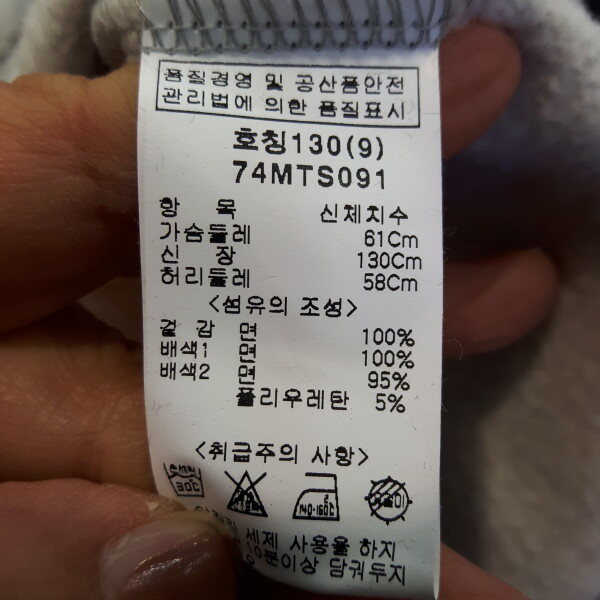 품질경영 및 공산품안전
관리법에 의한 품질표시
호칭130(9)
74MTS091
항 목 신체치수
가슴둘레 61Cm
신 장 130Cm
허리둘레 58Cm
<섬유의 조성>
겉 감 면 100%
배색1 면 100%
배색2 면 95%
폴리우레탄 5%
<취급주의 사항>
30℃ 140-160℃
세제 사용을 하지
10분이상 담궈두지